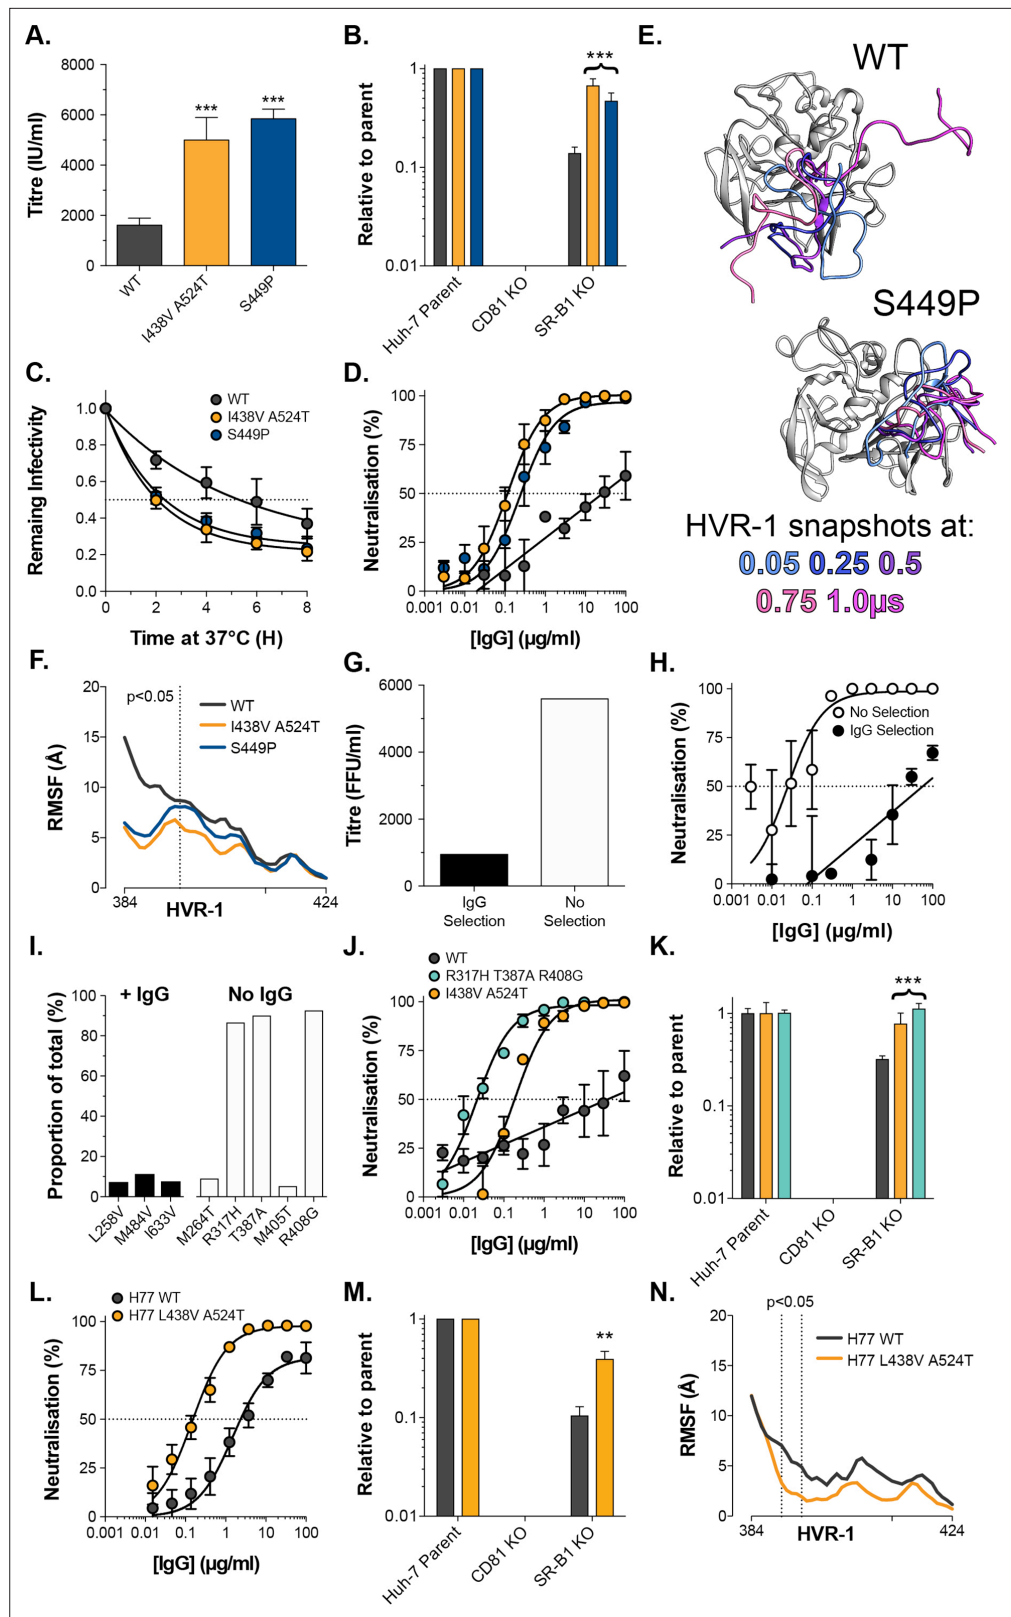 A.
8000
6000
4000
2000
0
Titre (IU/ml)
***
***
WT
I438V A524T
S449P
B.
1
0.1
0.01
Relative to parent
***
Huh-7 Parent
CD81 KO
SR-B1 KO
E.
WT
S449P
HVR-1 snapshots at:
0.05 0.25 0.5
0.75 1.0µs
C.
WT
I438V A524T
S449P
1.0
0.8
0.6
0.4
0.2
0.0
Remaing Infectivity
0 2 4 6 8
Time at 37°C (H)
D.
100
75
50
25
0
Neutralisation (%)
0.001 0.01 0.1 1 10 100
[IgG] (µg/ml)
F.
20
15
10
5
0
RMSF (Å)
p<0.05
WT
I438V A524T
S449P
384 424
HVR-1
G.
6000
4000
2000
0
Titre (FFU/ml)
IgG
Selection
No
Selection
H.
100
75
50
25
0
Neutralisation (%)
No Selection
IgG Selection
0.001 0.01 0.1 1 10 100
[IgG] (µg/ml)
I.
+ IgG No IgG
100
80
60
40
20
0
Proportion of total (%)
L258V
M484V
I633V
M264T
R317H
T387A
M405T
R408G
J.
WT
R317H T387A R408G
I438V A524T
100
75
50
25
0
Neutralisation (%)
0.001 0.01 0.1 1 10 100
[IgG] (µg/ml)
K.
1
0.1
0.01
Relative to parent
***
Huh-7 Parent
CD81 KO
SR-B1 KO
L.
H77 WT
H77 L438V A524T
100
75
50
25
0
Neutralisation (%)
0.001 0.01 0.1 1 10 100
[IgG] (µg/ml)
M.
1
0.1
0.01
Relative to parent
**
Huh-7 Parent
CD81 KO
SR-B1 KO
N.
p<0.05
20
15
10
5
0
RMSF (Å)
H77 WT
H77 L438V A524T
384 424
HVR-1